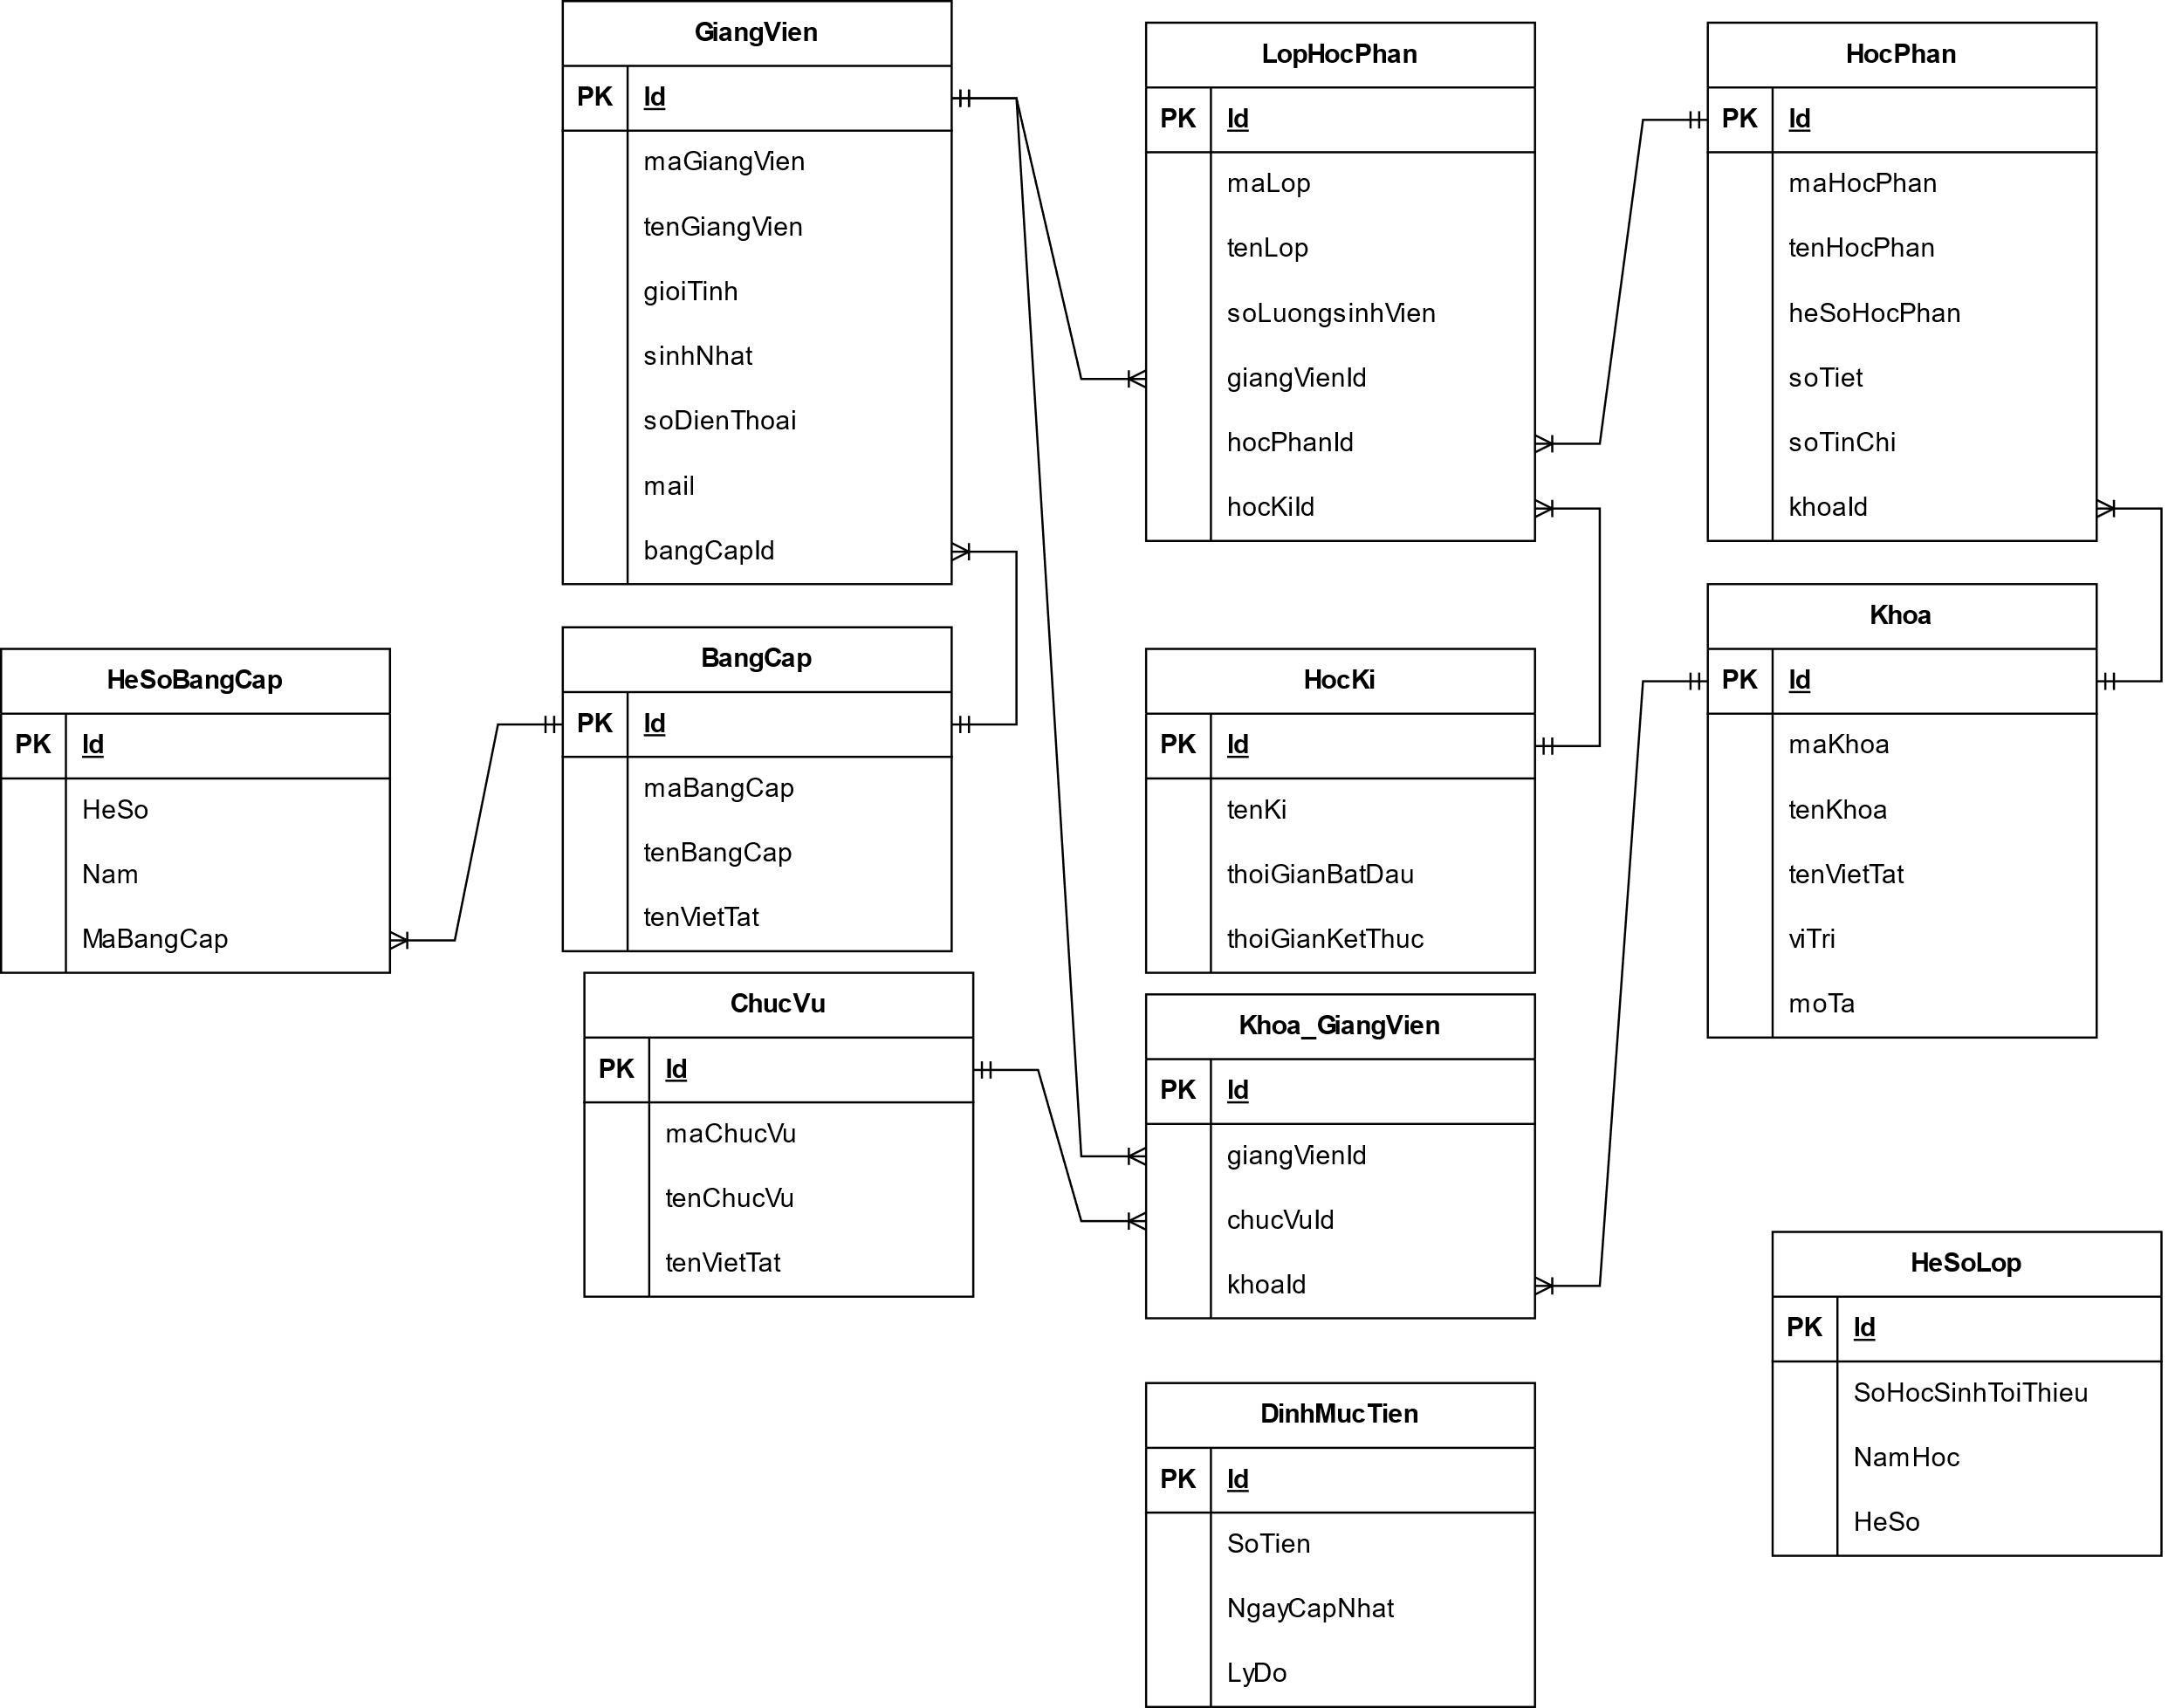 GiangVien
PK Id
maGiangVien
tenGiangVien
gioiTinh
sinhNhat
soDienThoai
mail
bangCapId
LopHocPhan
PK Id
maLop
tenLop
soLuongsinhVien
giangVienId
hocPhanId
hocKiId
HocPhan
PK Id
maHocPhan
tenHocPhan
heSoHocPhan
soTiet
soTinChi
khoaId
HeSoBangCap
PK Id
HeSo
Nam
MaBangCap
BangCap
PK Id
maBangCap
tenBangCap
tenVietTat
HocKi
PK Id
tenKi
thoiGianBatDau
thoiGianKetThuc
Khoa
PK Id
maKhoa
tenKhoa
tenVietTat
viTri
moTa
ChucVu
PK Id
maChucVu
tenChucVu
tenVietTat
Khoa_GiangVien
PK Id
giangVienId
chucVuId
khoaId
HeSoLop
PK Id
SoHocSinhToiThieu
NamHoc
HeSo
DinhMucTien
PK Id
SoTien
NgayCapNhat
LyDo